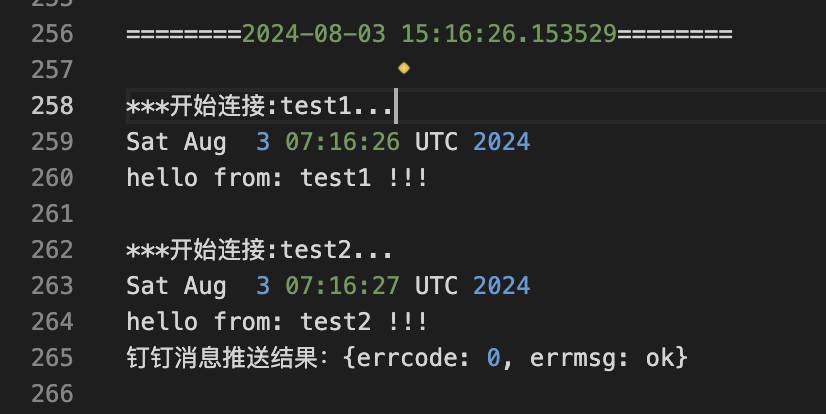 255
256 ========2024-08-03 15:16:26.153529========
257
258 ***开始连接:test1...
259 Sat Aug  3 07:16:26 UTC 2024
260 hello from: test1 !!!
261
262 ***开始连接:test2...
263 Sat Aug  3 07:16:27 UTC 2024
264 hello from: test2 !!!
265 钉钉消息推送结果：{errcode: 0, errmsg: ok}
266